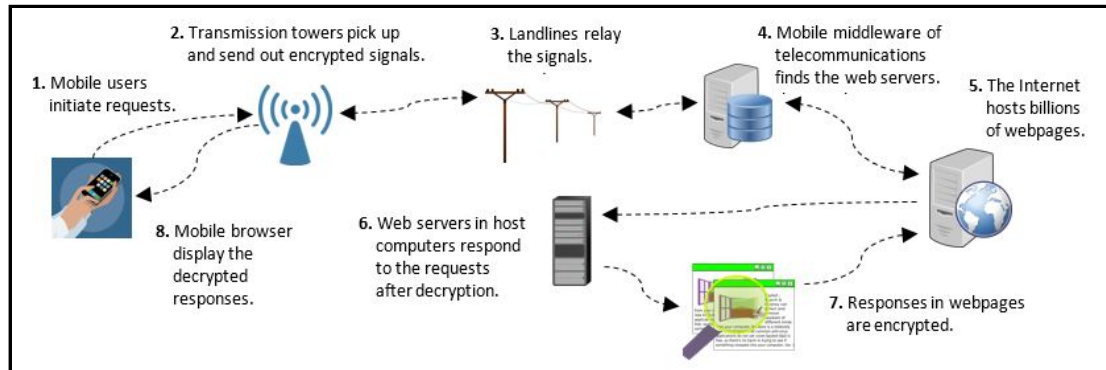 1. Mobile users
initiate requests.
2. Transmission towers pick up
and send out encrypted signals.
3. Landlines relay
the signals.
4. Mobile middleware of
telecommunications
finds the web servers.
5. The Internet
hosts billions
of webpages.
6. Web servers in host
computers respond
to the requests
after decryption.
7. Responses in webpages
are encrypted.
8. Mobile browser
display the
decrypted
responses.